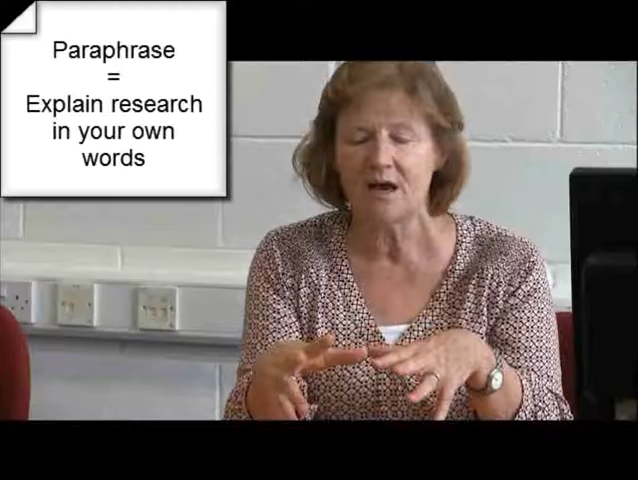 Paraphrase
=
Explain research
in your own
words